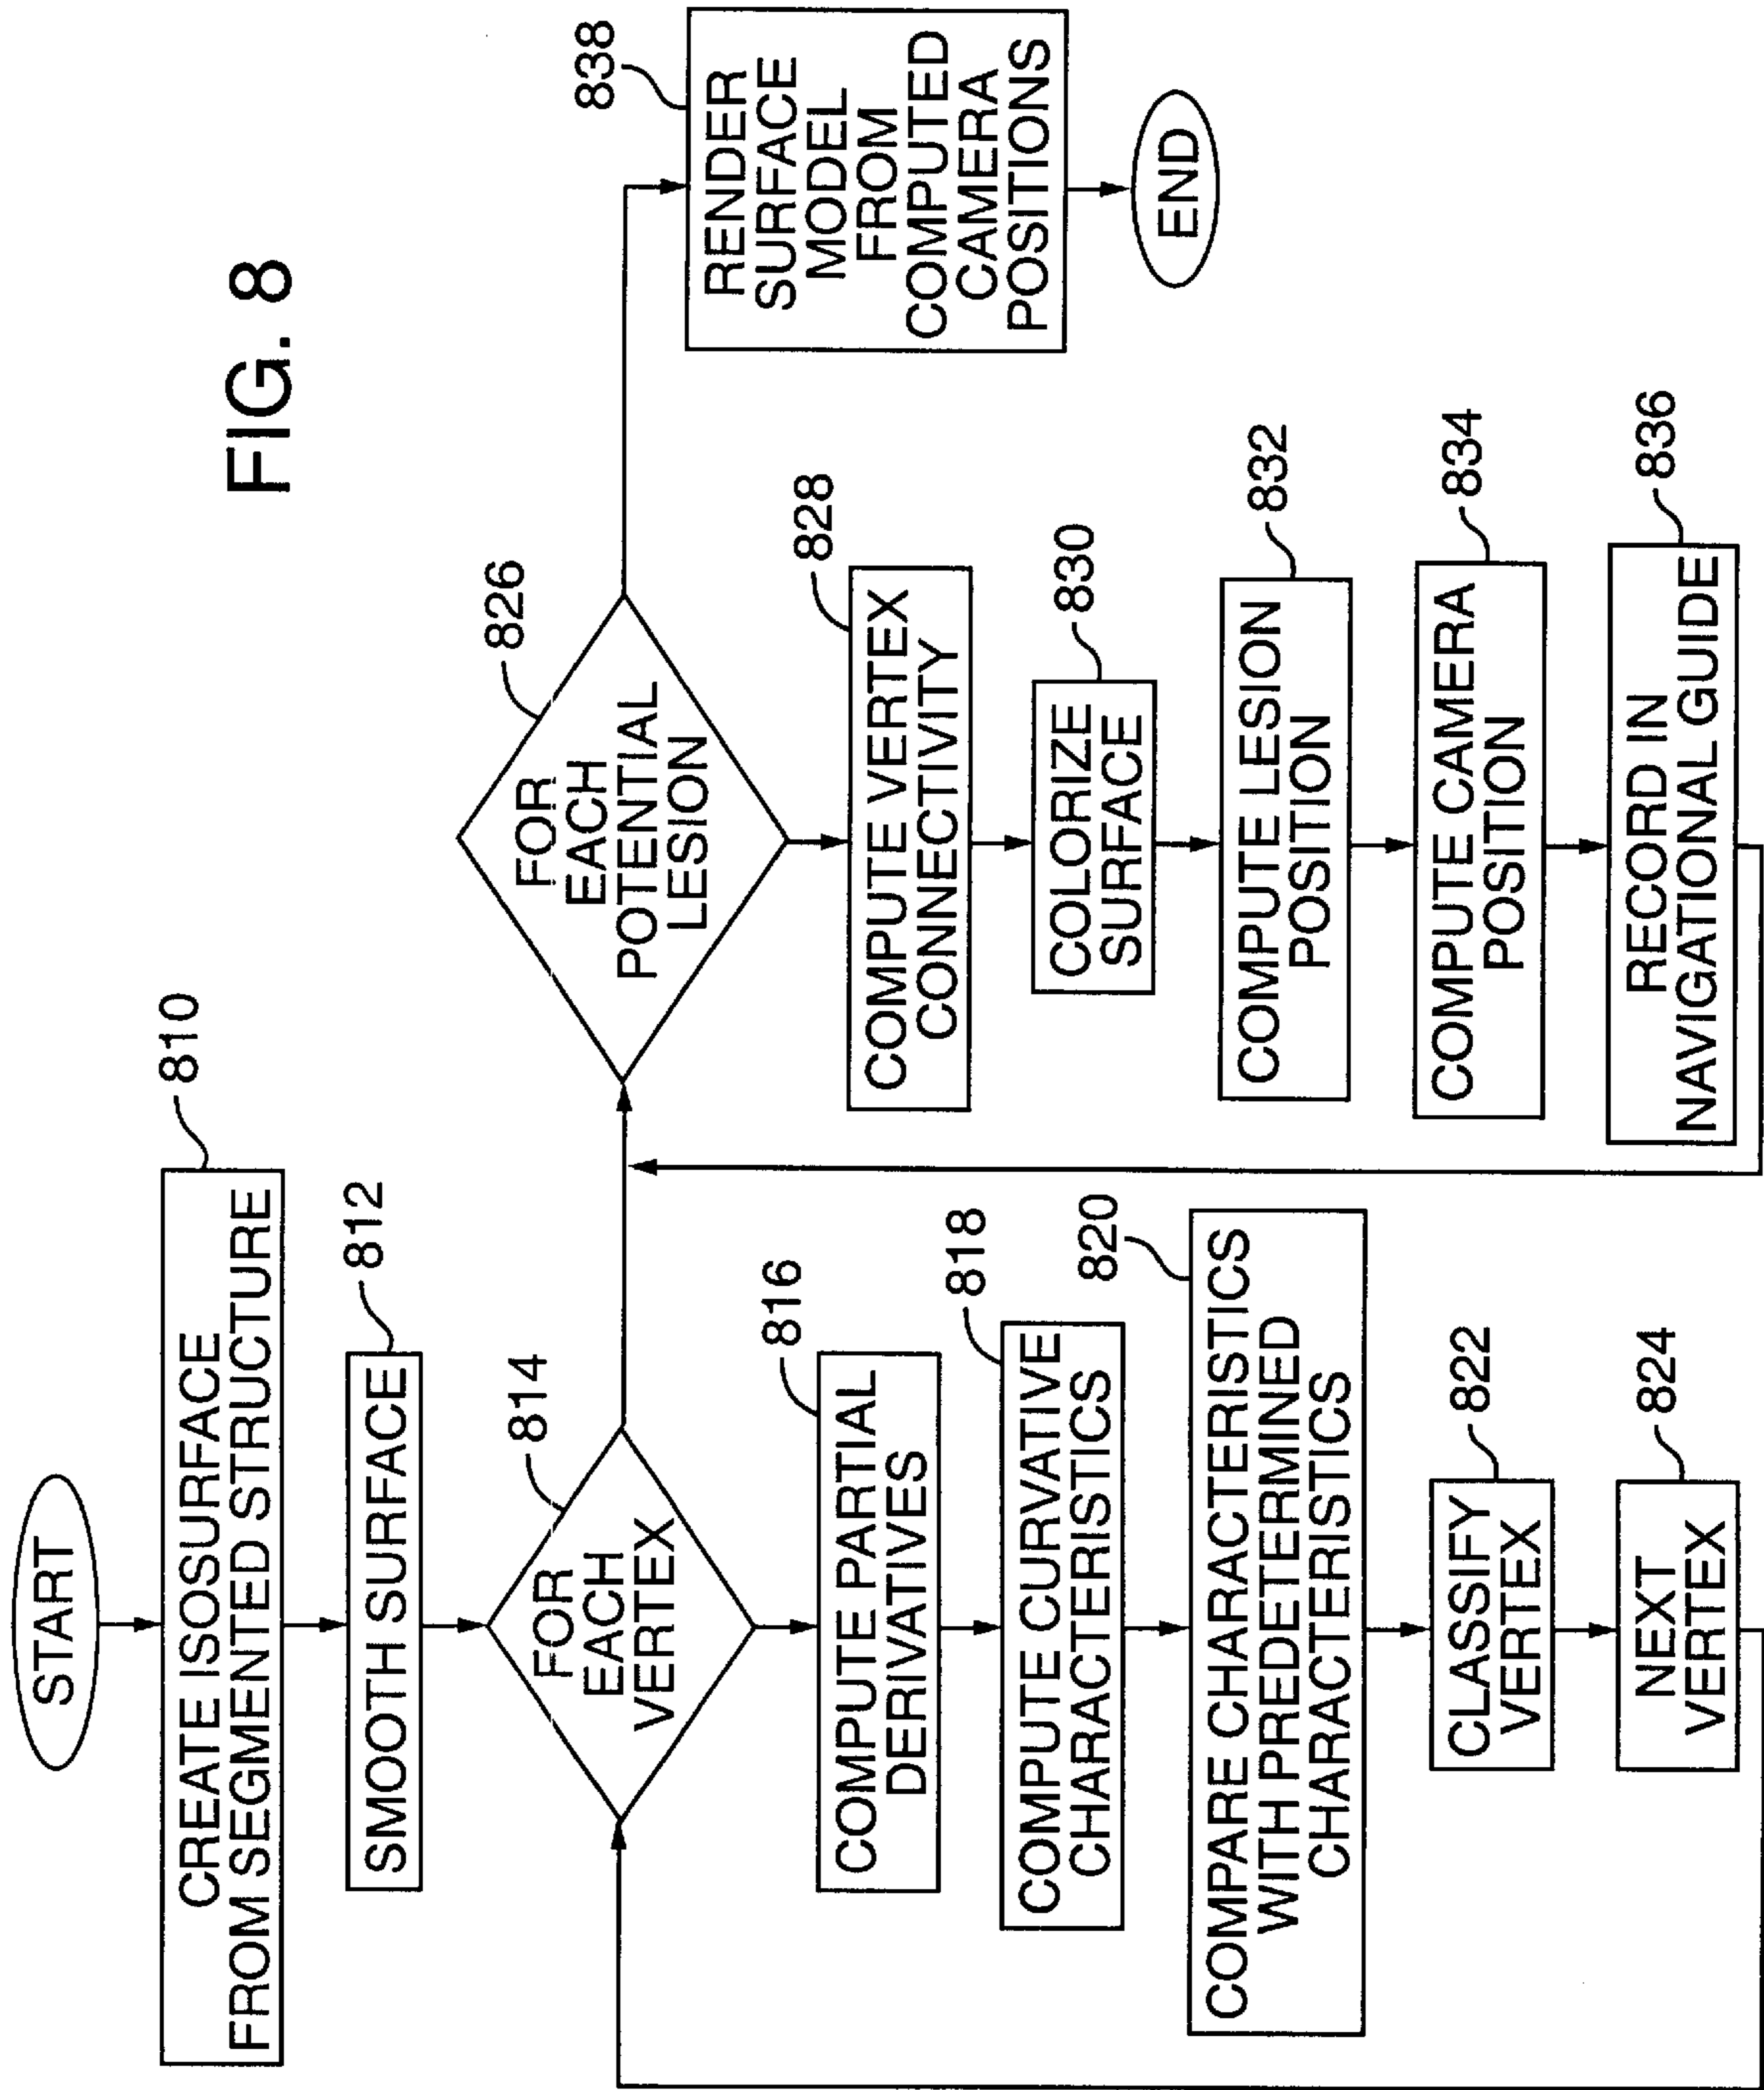 FIG. 8
START
810
CREATE ISOSURFACE
FROM SEGMENTED STRUCTURE
812
SMOOTH SURFACE
814
FOR
EACH
VERTEX
816
COMPUTE PARTIAL
DERIVATIVES
818
COMPUTE CURVATIVE
CHARACTERISTICS
820
COMPARE CHARACTERISTICS
WITH PREDETERMINED
CHARACTERISTICS
822
CLASSIFY
VERTEX
824
NEXT
VERTEX
826
FOR
EACH
POTENTIAL
LESION
828
COMPUTE VERTEX
CONNECTIVITY
830
COLORIZE
SURFACE
832
COMPUTE LESION
POSITION
834
COMPUTE CAMERA
POSITION
836
RECORD IN
NAVIGATIONAL GUIDE
838
RENDER
SURFACE
MODEL
FROM
COMPUTED
CAMERA
POSITIONS
END